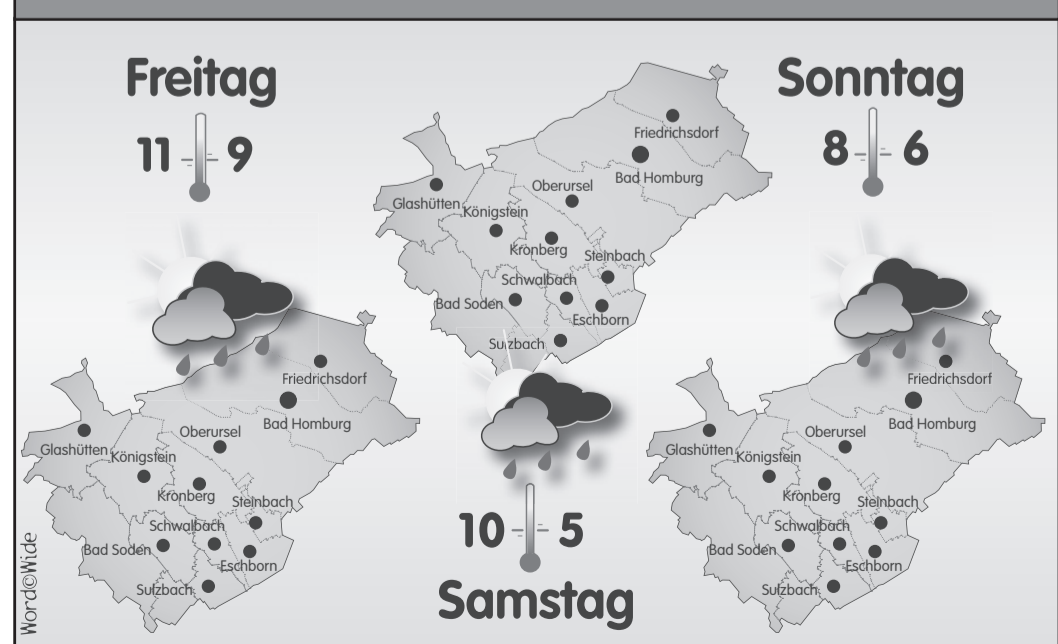 Freitag
11 9
Friedrichsdorf
Bad Homburg
Oberursel
Glashütten
Königstein
Kronberg
Steinbach
Schwalbach
Bad Soden
Eschborn
Sulzbach
Samstag
10 5
Friedrichsdorf
Bad Homburg
Oberursel
Glashütten
Königstein
Kronberg
Steinbach
Schwalbach
Bad Soden
Eschborn
Sulzbach
Sonntag
8 6
Friedrichsdorf
Bad Homburg
Oberursel
Glashütten
Königstein
Kronberg
Steinbach
Schwalbach
Bad Soden
Eschborn
Sulzbach
Word©Wide